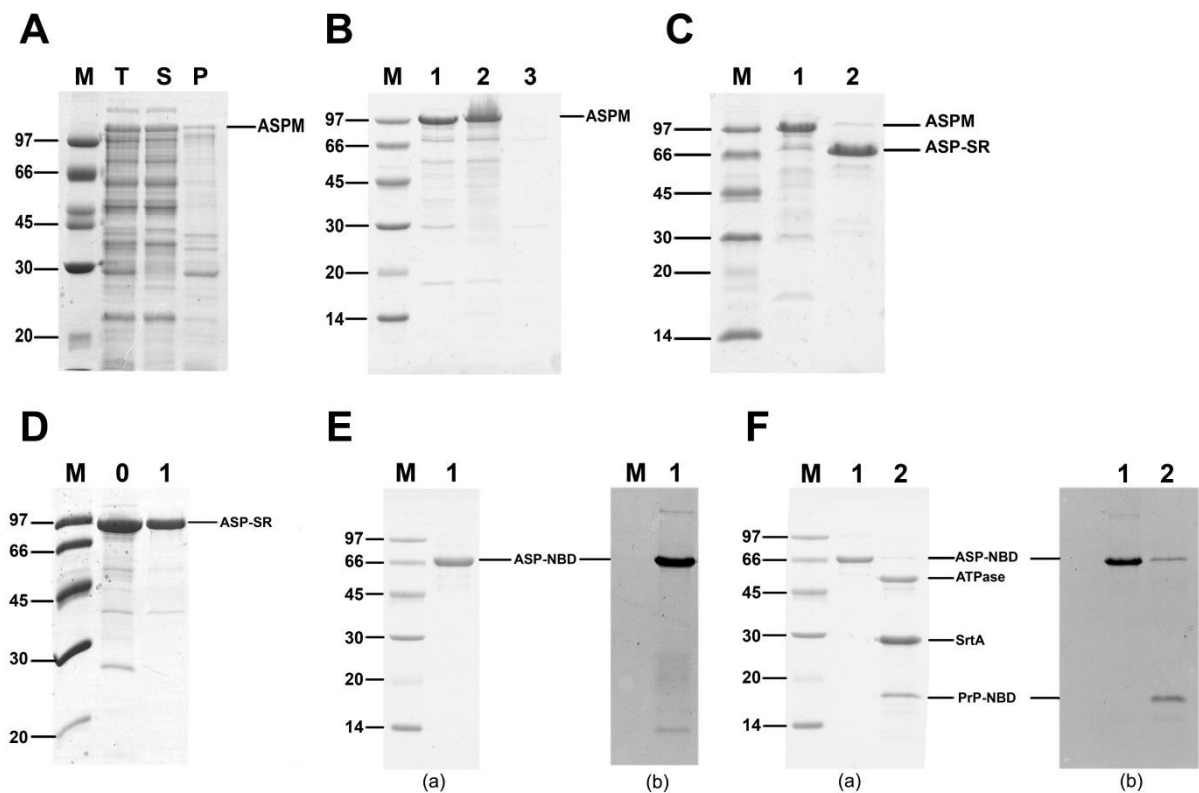 A
M T S P
97
66
45
30
20
ASPM
B
M 1 2 3
97
66
45
30
20
14
ASPM
C
M 1 2
97
66
45
30
20
14
ASPM
ASP-SR
D
M 0 1
97
66
45
30
20
ASP-SR
E
M 1
97
66
45
30
20
14
ASP-NBD
(a)
M 1
(b)
F
M 1 2
97
66
45
30
20
14
ASP-NBD
ATPase
SrtA
PrP-NBD
(a)
1 2
(b)